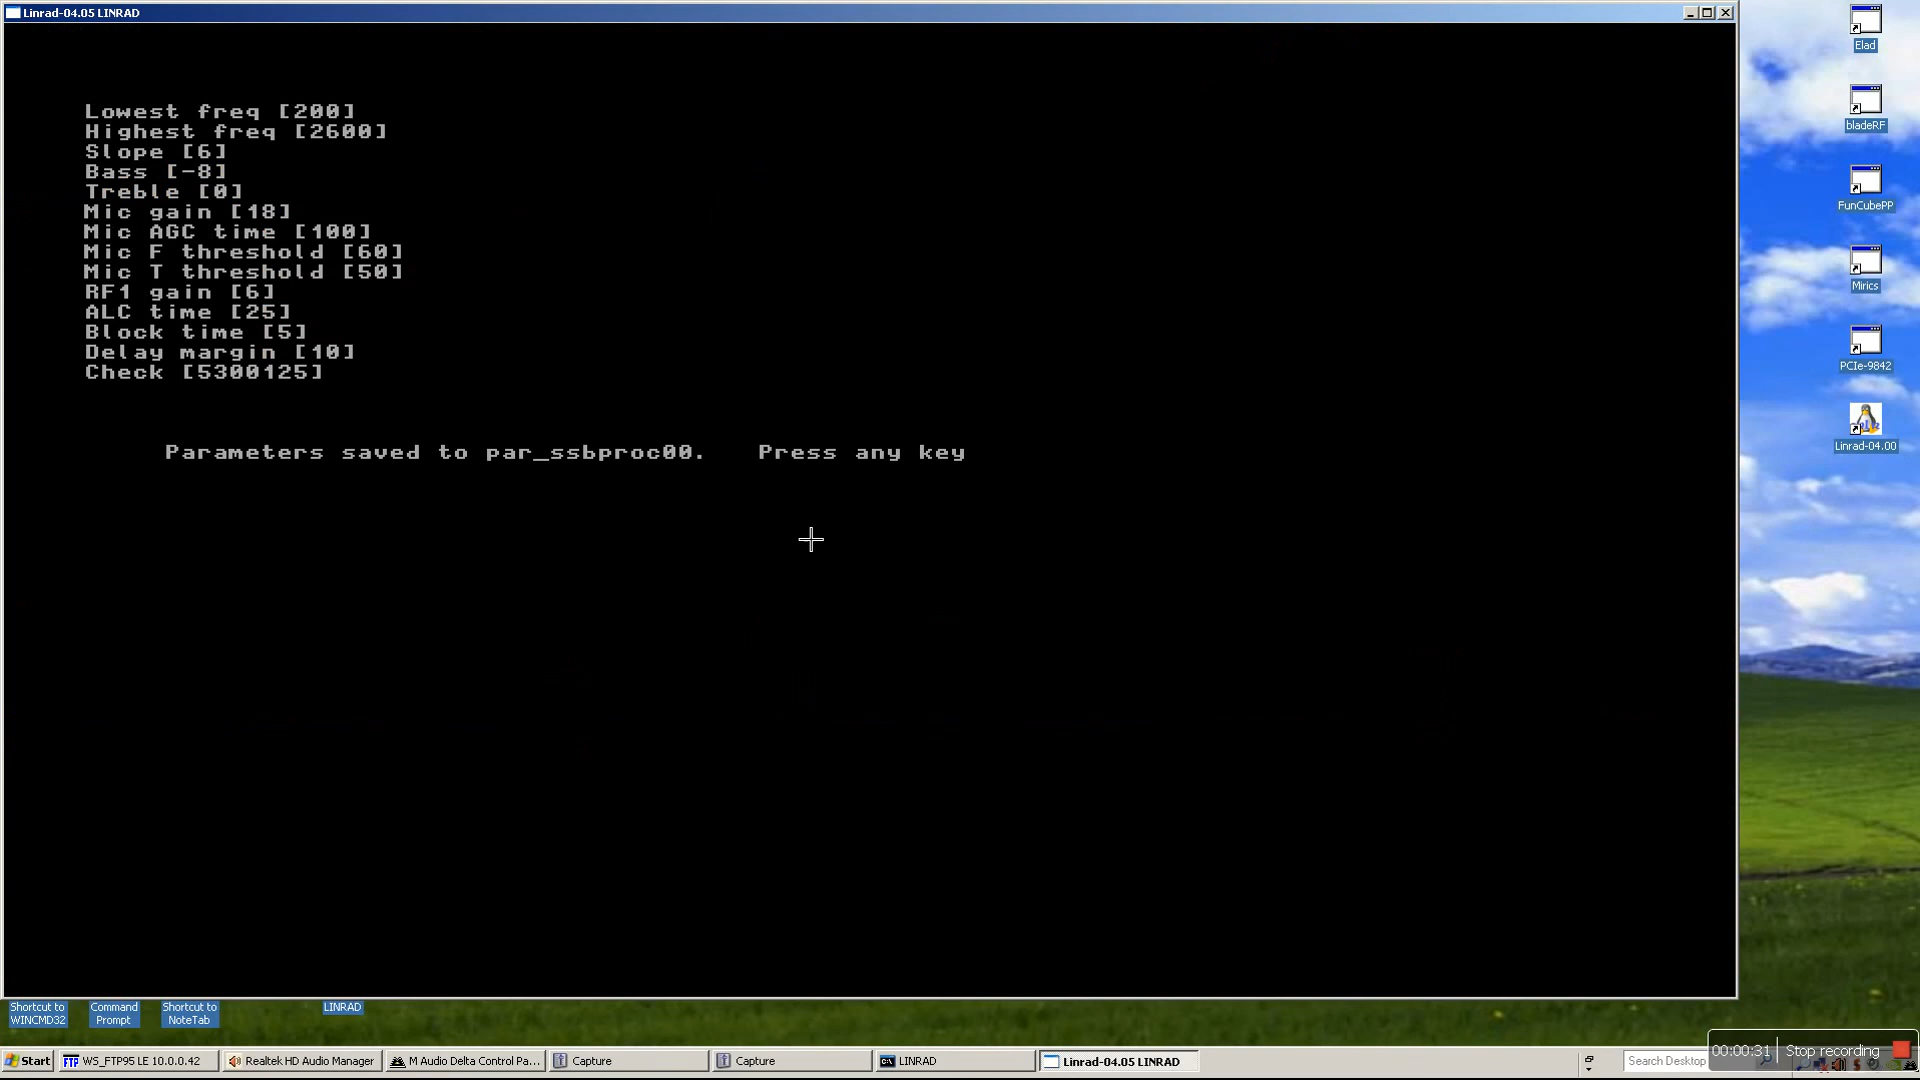 Linrad-04.05 LINRAD
Lowest freq [200]
Highest freq [2600]
Slope [6]
Bass [-8]
Treble [0]
Mic gain [18]
Mic AGC time [100]
Mic F threshold [60]
Mic T threshold [50]
RF1 gain [6]
ALC time [25]
Block time [5]
Delay margin [10]
Check [5300125]
Parameters saved to par_ssbproc00. Press any key
Elad
bladeRF
FunCubePP
Mirics
PCIe-9842
Linrad-04.00
Shortcut to
WINCMD32
Command
Prompt
Shortcut to
NoteTab
LINRAD
Start
FTP WS_FTP95 LE 10.0.0.42
Realtek HD Audio Manager
M Audio Delta Control Pa...
Capture
Capture
LINRAD
Linrad-04.05 LINRAD
Search Desktop
00:00:31
Stop recording